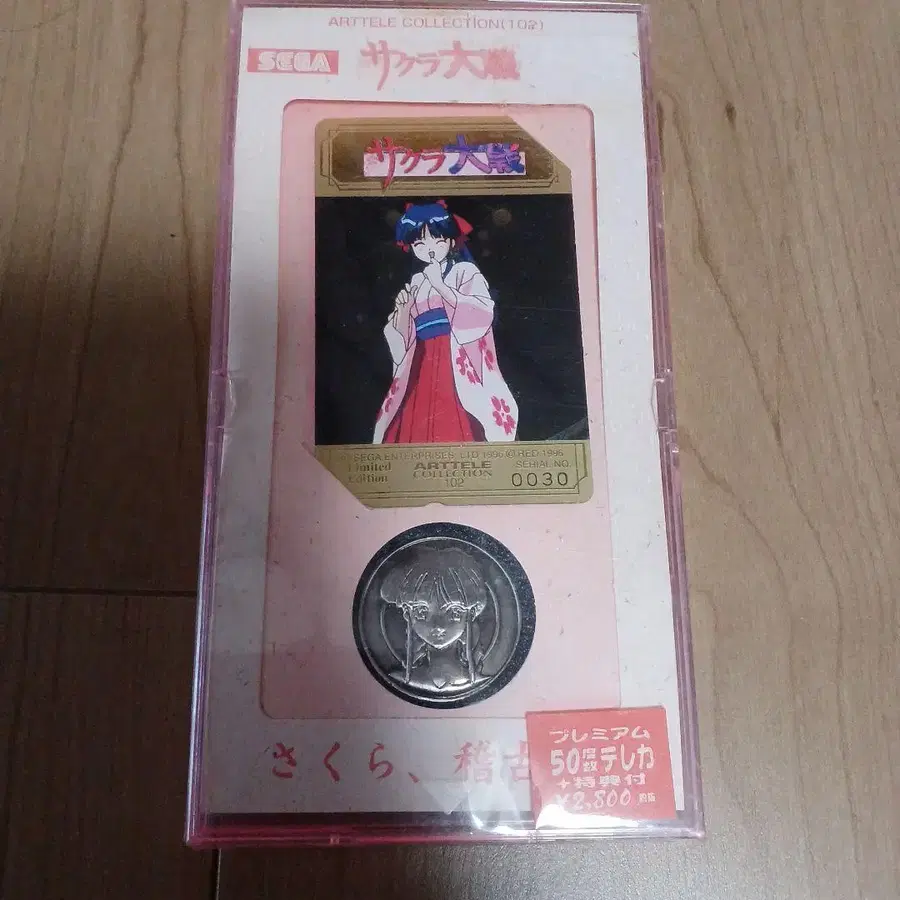 ARTTELE COLLECTION(102)
SEGA
サクラ大戦
サクラ大戦
SEGA ENTERPRISES, LTD 1996 © RED 1996
Limited
Edition
ARTTELE
COLLECTION
102
SERIAL NO.
0030
さくら、稽古
プレミアム
50度数テレカ
+特典付
¥2,800